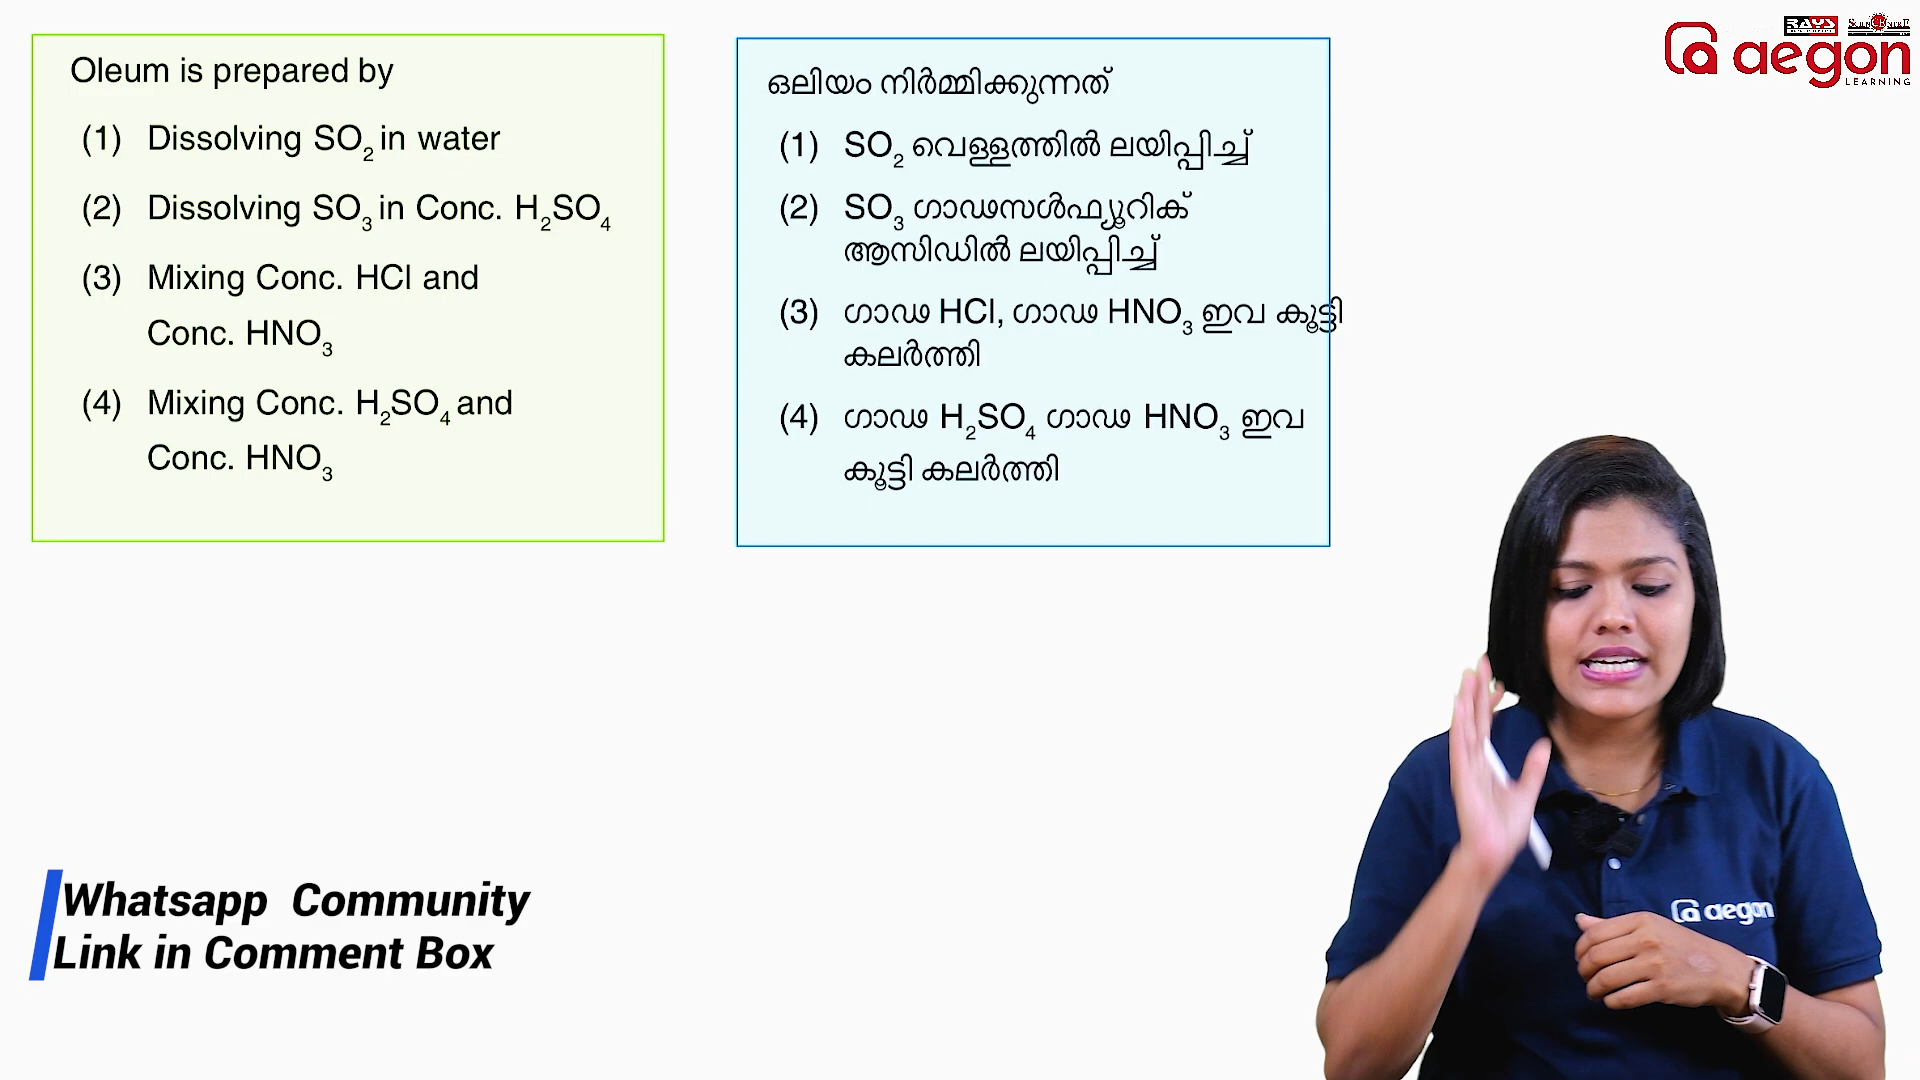 Oleum is prepared by
(1) Dissolving SO₂ in water
(2) Dissolving SO₃ in Conc. H₂SO₄
(3) Mixing Conc. HCl and
Conc. HNO₃
(4) Mixing Conc. H₂SO₄ and
Conc. HNO₃
ഒലിയം നിർമ്മിക്കുന്നത്
(1) SO₂ വെള്ളത്തിൽ ലയിപ്പിച്ച്
(2) SO₃ ഗാഢസൾഫ്യൂറിക്
ആസിഡിൽ ലയിപ്പിച്ച്
(3) ഗാഢ HCl, ഗാഢ HNO₃ ഇവ കൂട്ടി
കലർത്തി
(4) ഗാഢ H₂SO₄ ഗാഢ HNO₃ ഇവ
കൂട്ടി കലർത്തി
RAYS
aegon
LEARNING
aegon
Whatsapp Community
Link in Comment Box